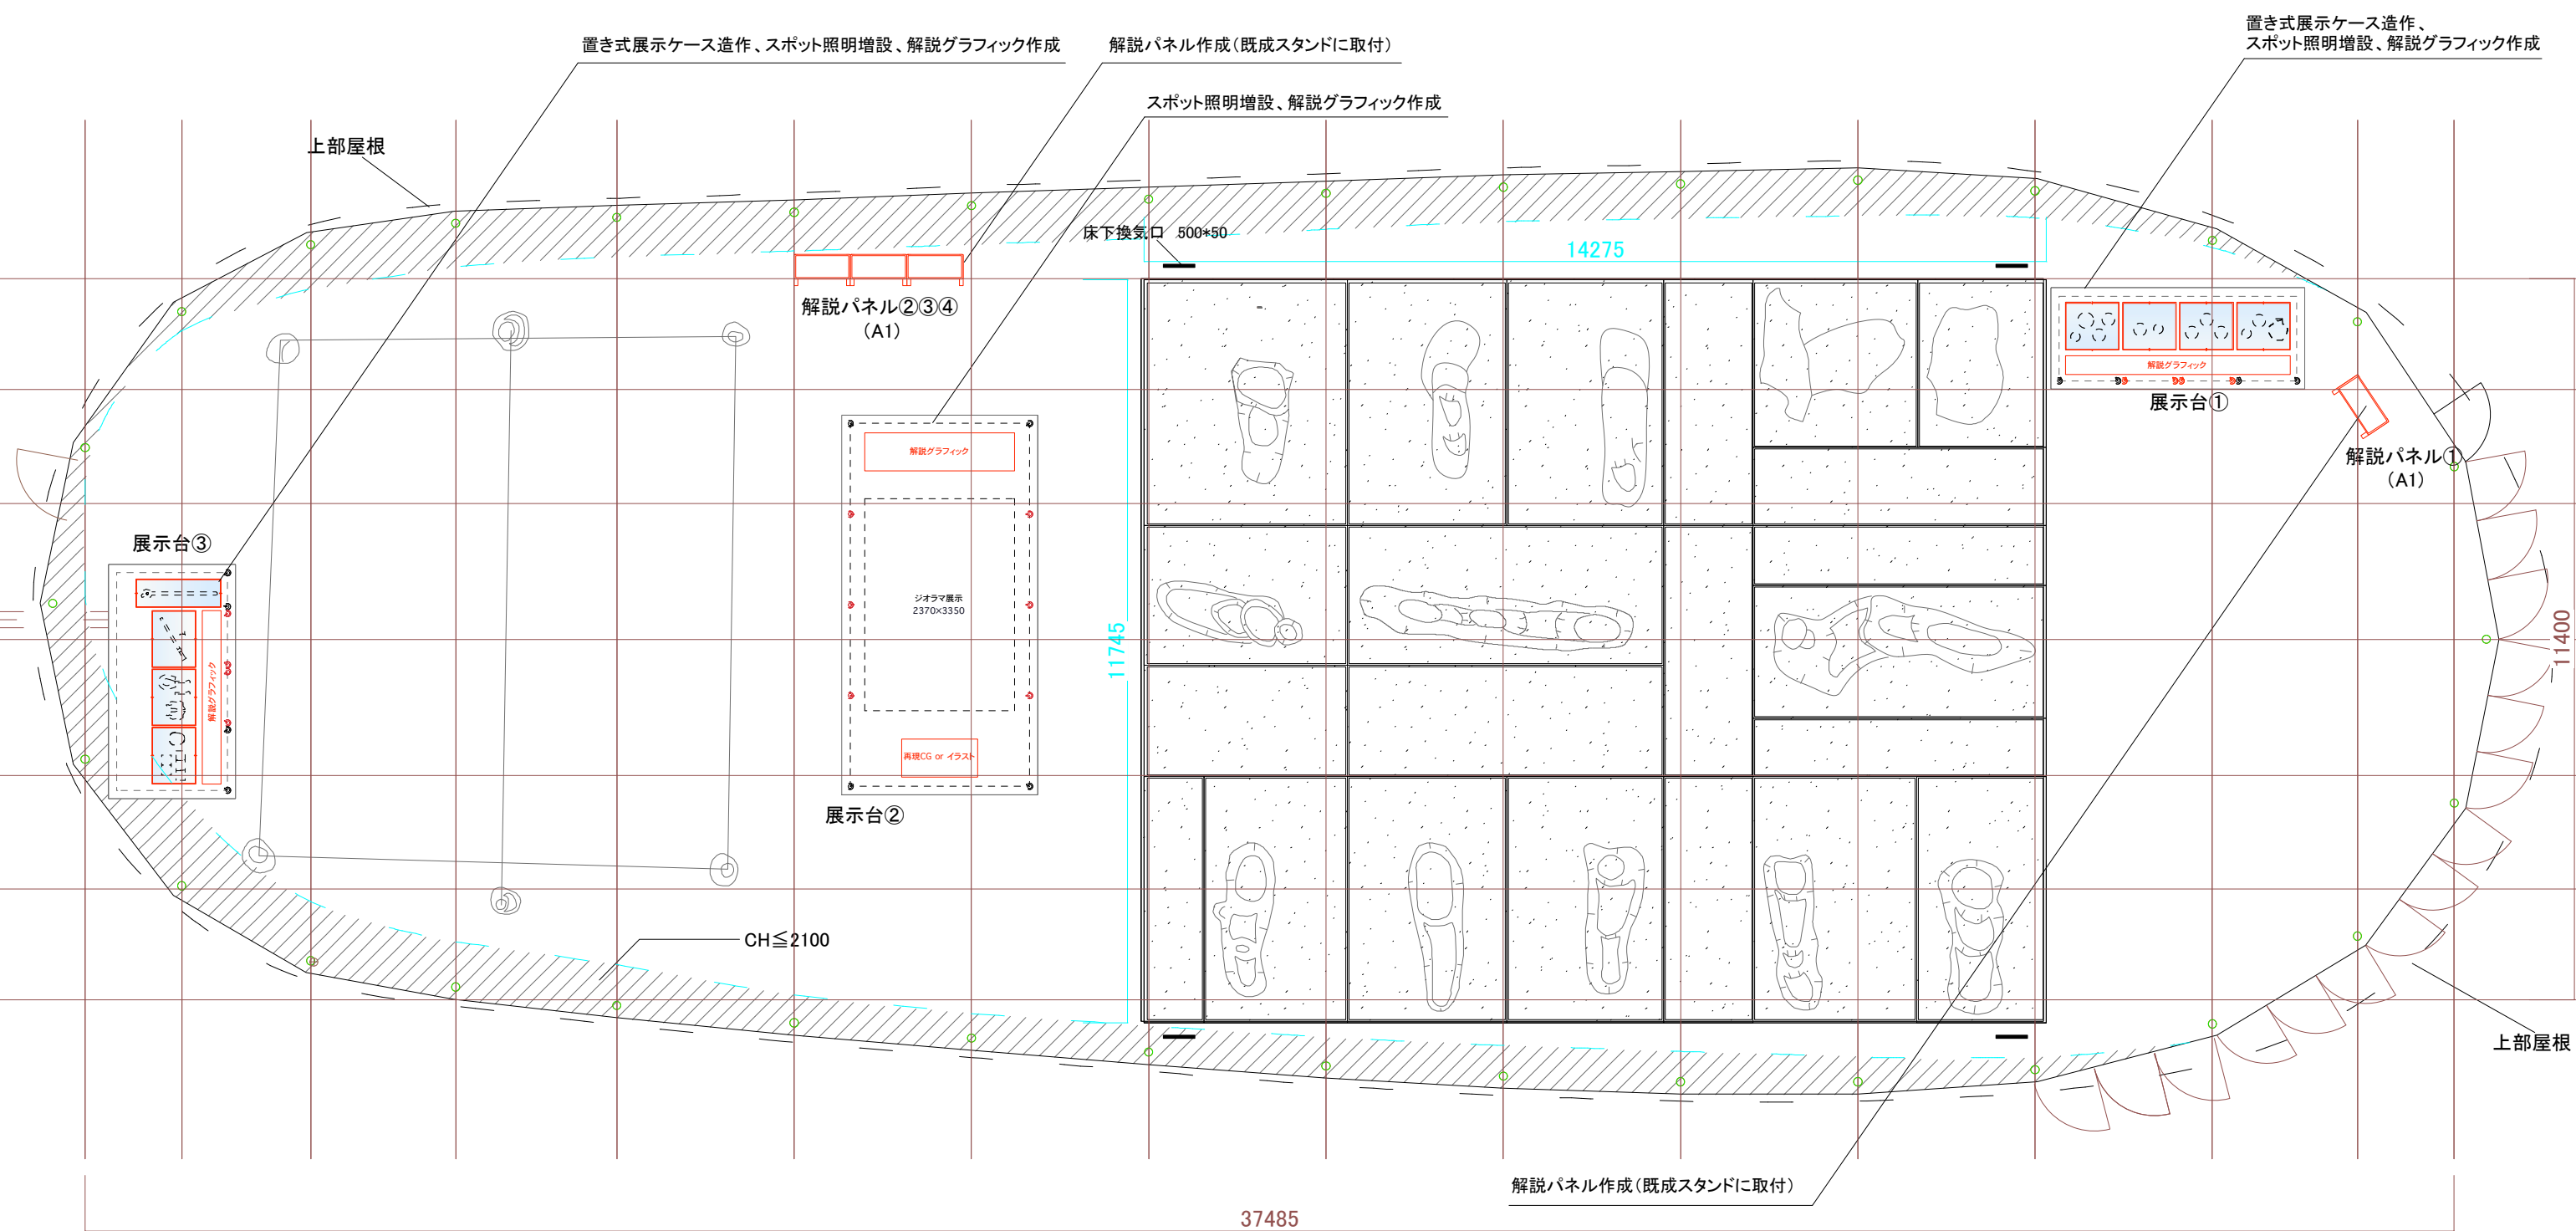 置き式展示ケース造作、
スポット照明増設、解説グラフィック作成
置き式展示ケース造作、スポット照明増設、解説グラフィック作成
解説パネル作成(既成スタンドに取付)
スポット照明増設、解説グラフィック作成
上部屋根
床下換気口 500*50
14275
解説パネル②③④
(A1)
解説グラフィック
展示台①
解説パネル①
(A1)
解説グラフィック
展示台③
ジオラマ展示
2370×3350
解説グラフィック
11745
11400
再現CG or イラスト
展示台②
CH≦2100
上部屋根
解説パネル作成(既成スタンドに取付)
37485